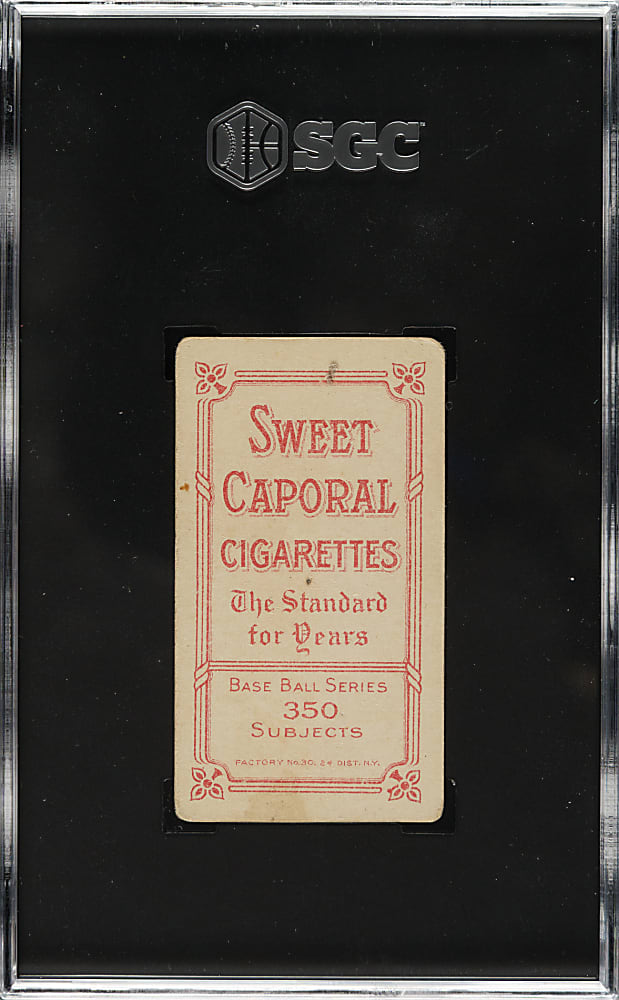 SGC
SWEET
CAPORAL
CIGARETTES
The Standard
for Years
BASE BALL SERIES
350
SUBJECTS
FACTORY No. 30. 2d DIST. N.Y.